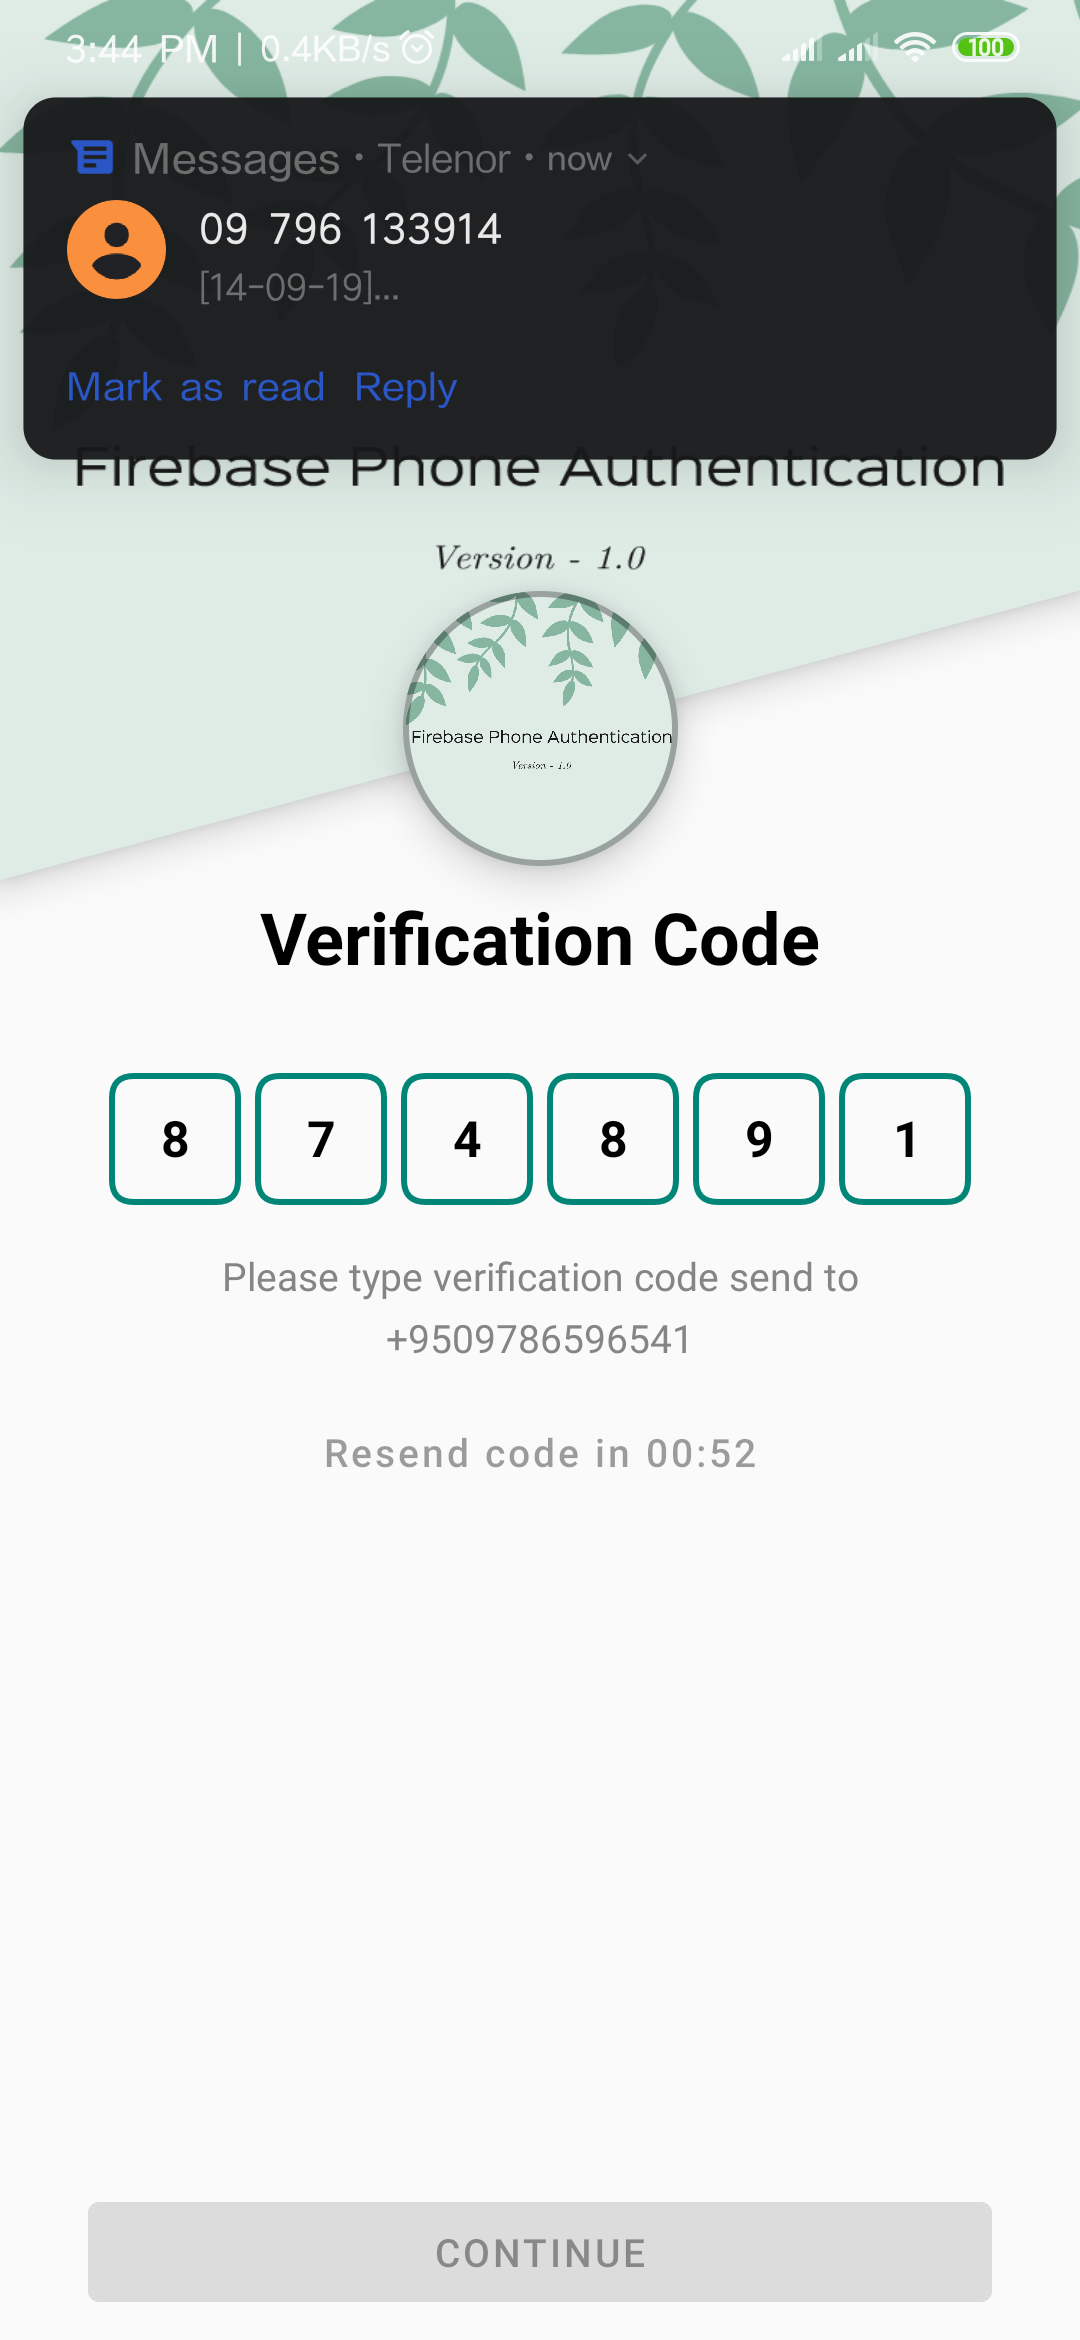 3:44 PM | 0.4KB/s
100
Messages • Telenor • now
09 796 133914
[14-09-19]...
Mark as read Reply
Firebase Phone Authentication
Version - 1.0
Firebase Phone Authentication
Version - 1.0
Verification Code
8 7 4 8 9 1
Please type verification code send to
+9509786596541
Resend code in 00:52
CONTINUE